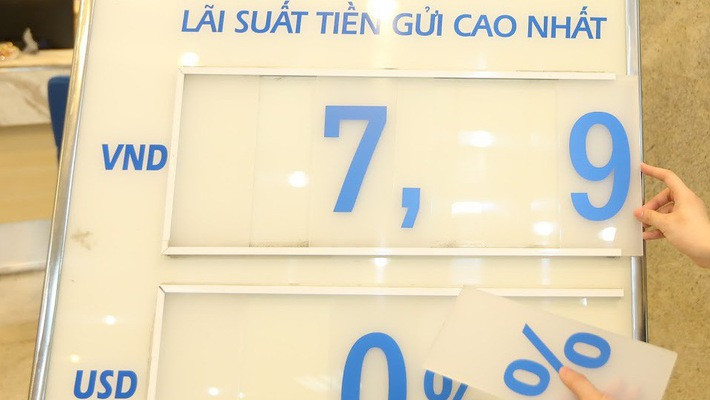 LÃI SUẤT TIỀN GỬI CAO NHẤT
VND 7,9
USD 0%
%